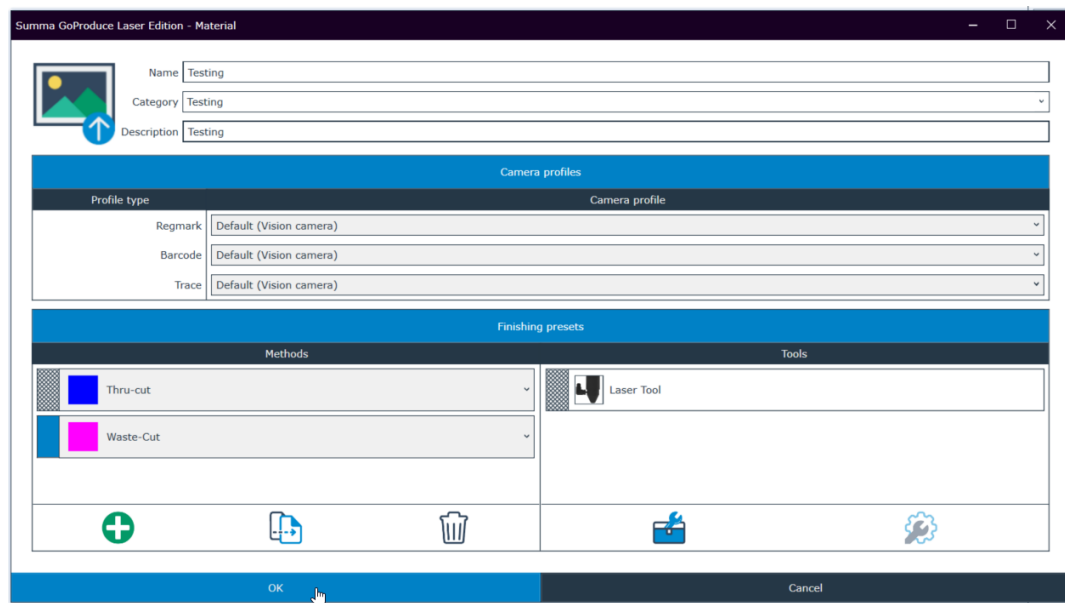 Summa GoProduce Laser Edition - Material
Name Testing
Category Testing
Description Testing
Camera profiles
Profile type Camera profile
Regmark Default (Vision camera)
Barcode Default (Vision camera)
Trace Default (Vision camera)
Finishing presets
Methods Tools
Thru-cut Laser Tool
Waste-Cut
OK Cancel